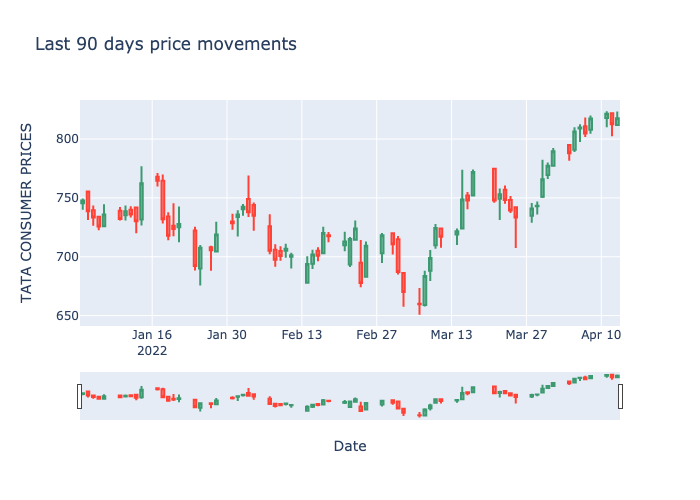 Last 90 days price movements
TATA CONSUMER PRICES
800
750
700
650
Jan 16 Jan 30 Feb 13 Feb 27 Mar 13 Mar 27 Apr 10
2022
Date